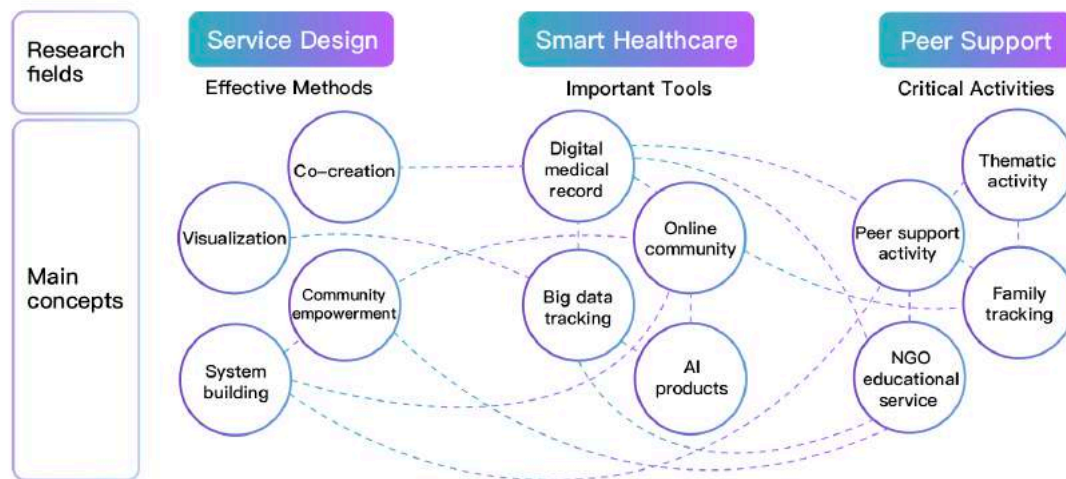 Research
fields
Service Design
Smart Healthcare
Peer Support
Effective Methods
Important Tools
Critical Activities
Main
concepts
Co-creation
Visualization
Community
empowerment
System
building
Digital
medical
record
Online
community
Big data
tracking
AI
products
Thematic
activity
Peer support
activity
Family
tracking
NGO
educational
service